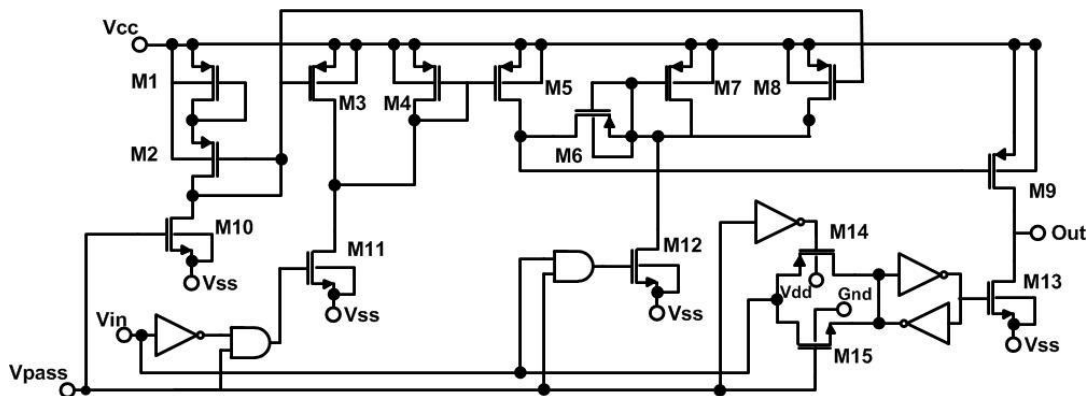 Vcc
M1
M2
M3
M4
M5
M6
M7
M8
M9
M10
M11
M12
M14
Out
Vss
Vss
Vss
Vdd
Gnd
M13
Vin
M15
Vss
Vpass